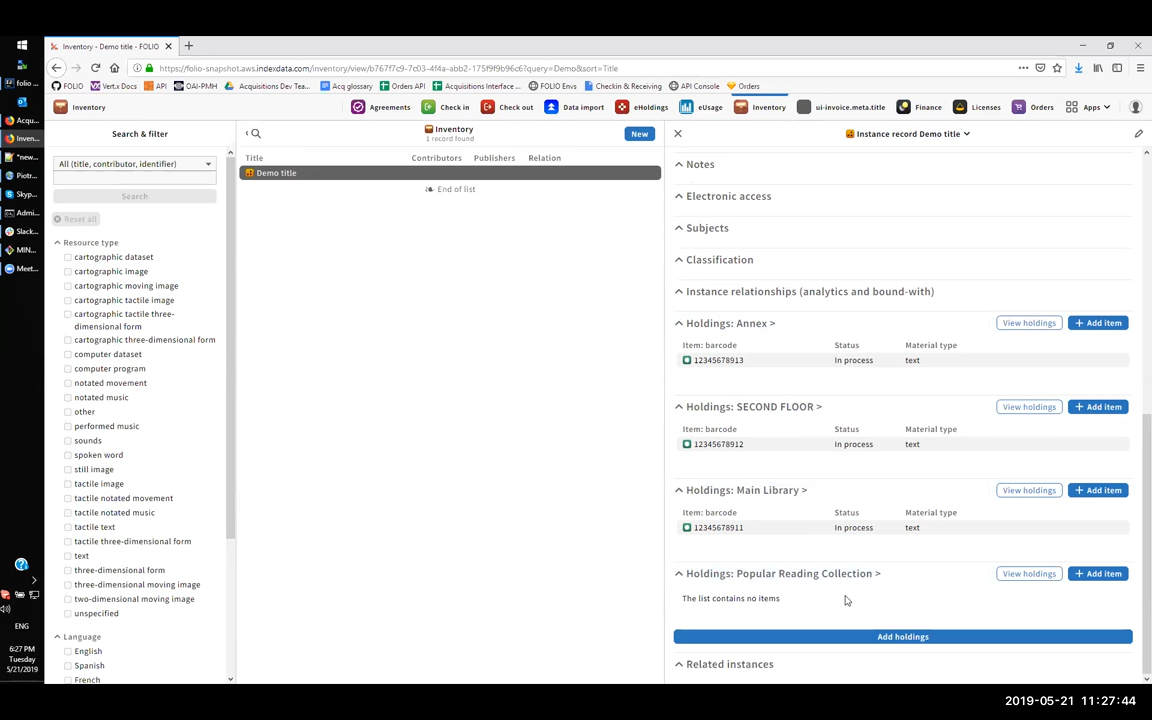 Inventory - Demo title - FOLIO
https://folio-snapshot.aws.indexdata.com/inventory/view/b767f7c9-7c03-4f4a-abb2-175f9f9b96c6?query=Demo&sort=Title
FOLIO Vert.x Docs API OAI-PMH Acquisitions Dev Tea... Acq glossary Orders API Acquisitions Interface ... FOLIO Envs Checkin & Receiving API Console Orders
Inventory Agreements Check in Check out Data import eHoldings eUsage Inventory ui-invoice.meta.title Finance Licenses Orders Apps
folio ...
Acqu...
Inven...
*new...
Piotr...
Skyp...
Admi...
Slack...
MIN...
Meet...
ENG
6:27 PM
Tuesday
5/21/2019
Search & filter
All (title, contributor, identifier)
Search
Reset all
Resource type
cartographic dataset
cartographic image
cartographic moving image
cartographic tactile image
cartographic tactile three-
dimensional form
cartographic three-dimensional form
computer dataset
computer program
notated movement
notated music
other
performed music
sounds
spoken word
still image
tactile image
tactile notated movement
tactile notated music
tactile text
tactile three-dimensional form
text
three-dimensional form
three-dimensional moving image
two-dimensional moving image
unspecified
Language
English
Spanish
French
Inventory
1 record found
New
Title Contributors Publishers Relation
Demo title
End of list
Instance record Demo title
Notes
Electronic access
Subjects
Classification
Instance relationships (analytics and bound-with)
Holdings: Annex > View holdings + Add item
Item: barcode Status Material type
12345678913 In process text
Holdings: SECOND FLOOR > View holdings + Add item
Item: barcode Status Material type
12345678912 In process text
Holdings: Main Library > View holdings + Add item
Item: barcode Status Material type
12345678911 In process text
Holdings: Popular Reading Collection > View holdings + Add item
The list contains no items
Add holdings
Related instances
2019-05-21 11:27:44